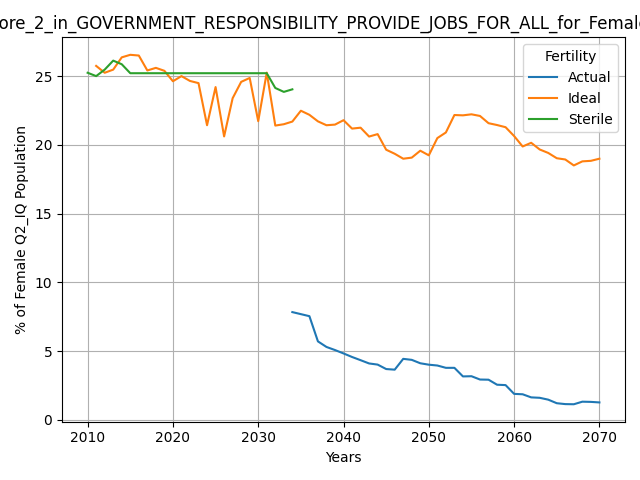 ore_2_in_GOVERNMENT_RESPONSIBILITY_PROVIDE_JOBS_FOR_ALL_for_Female
Fertility
Actual
Ideal
Sterile
% of Female Q2_IQ Population
25
20
15
10
5
0
2010 2020 2030 2040 2050 2060 2070
Years